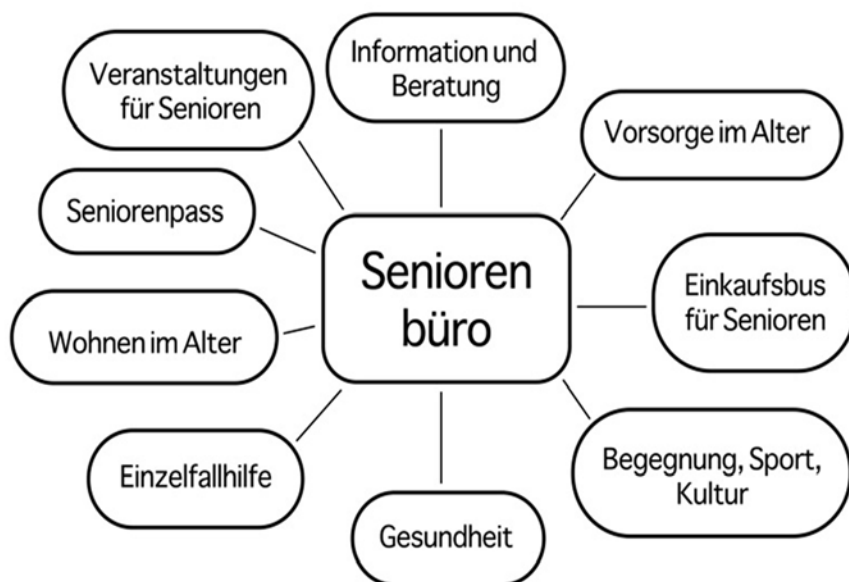 Information und
Beratung
Veranstaltungen
für Senioren
Vorsorge im Alter
Seniorenpass
Senioren
büro
Einkaufsbus
für Senioren
Wohnen im Alter
Einzelfallhilfe
Begegnung, Sport,
Kultur
Gesundheit